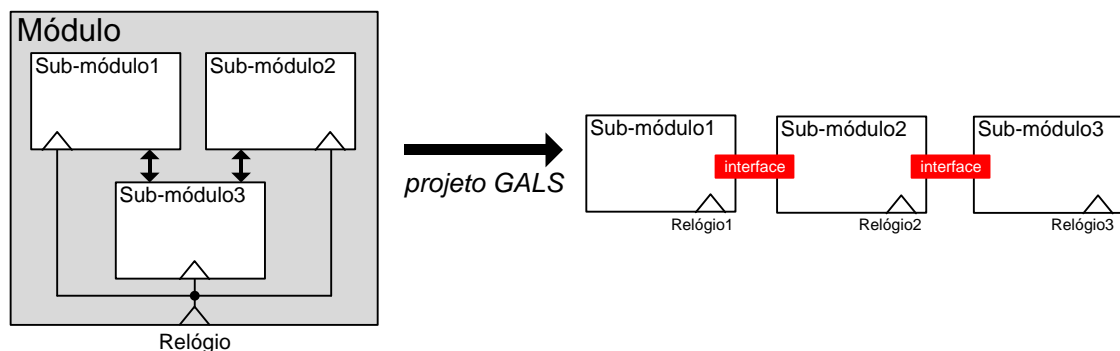 Módulo
Sub-módulo1
Sub-módulo2
Sub-módulo3
Relógio
projeto GALS
Sub-módulo1
Sub-módulo2
Sub-módulo3
interface
interface
Relógio1
Relógio2
Relógio3